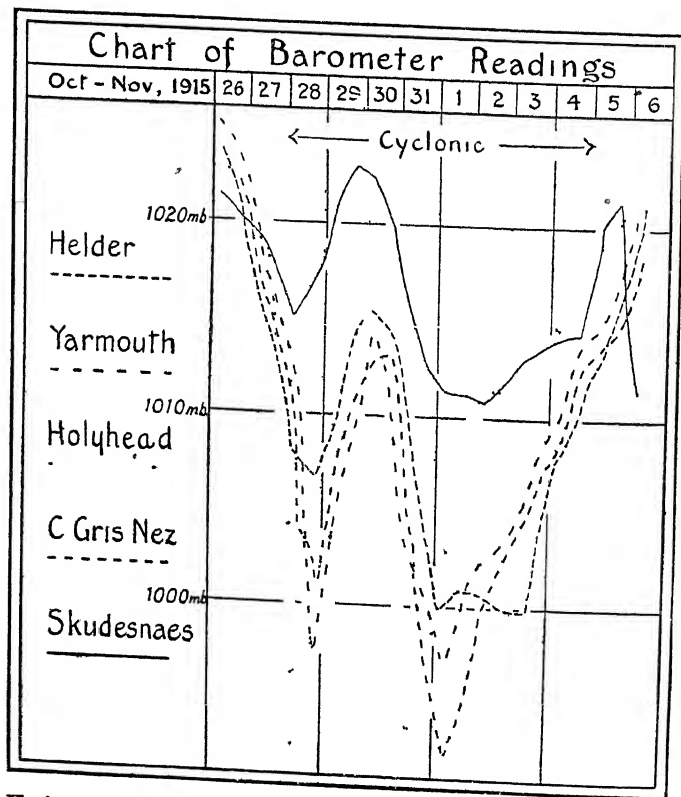 Chart of Barometer Readings
Oct - Nov, 1915 26 27 28 29 30 31 1 2 3 4 5 6
Cyclonic
1020mb
Helder
Yarmouth
1010mb
Holyhead
C Gris Nez
1000mb
Skudesnaes